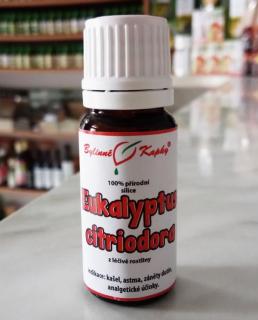 Bylinné Kapky
100% přírodní
silice
Eukalyptus
citriodora
z léčivé rostliny
indikace: kašel, astma, záněty dutin,
analgetické účinky.